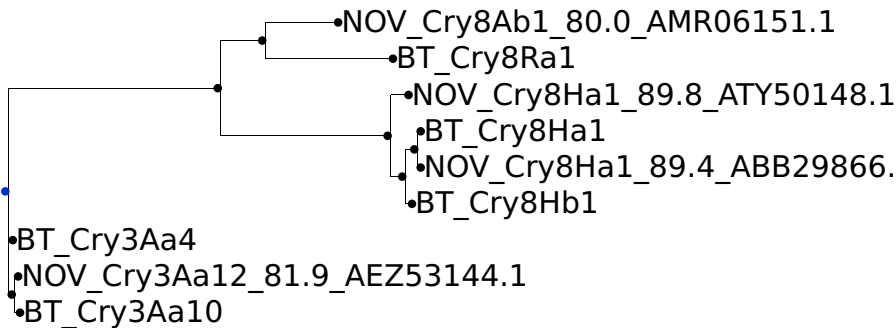 NOV_Cry8Ab1_80.0_AMR06151.1
BT_Cry8Ra1
NOV_Cry8Ha1_89.8_ATY50148.1
BT_Cry8Ha1
NOV_Cry8Ha1_89.4_ABB29866.
BT_Cry8Hb1
BT_Cry3Aa4
NOV_Cry3Aa12_81.9_AEZ53144.1
BT_Cry3Aa10